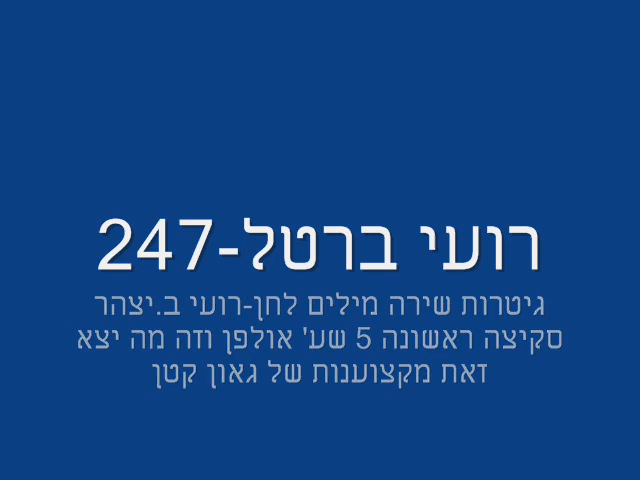 רועי ברטל-247
גיטרות שירה מילים לחן-רועי ב.יצהר
סקיצה ראשונה 5 שע' אולפן וזה מה יצא
זאת מקצוענות של גאון קטן